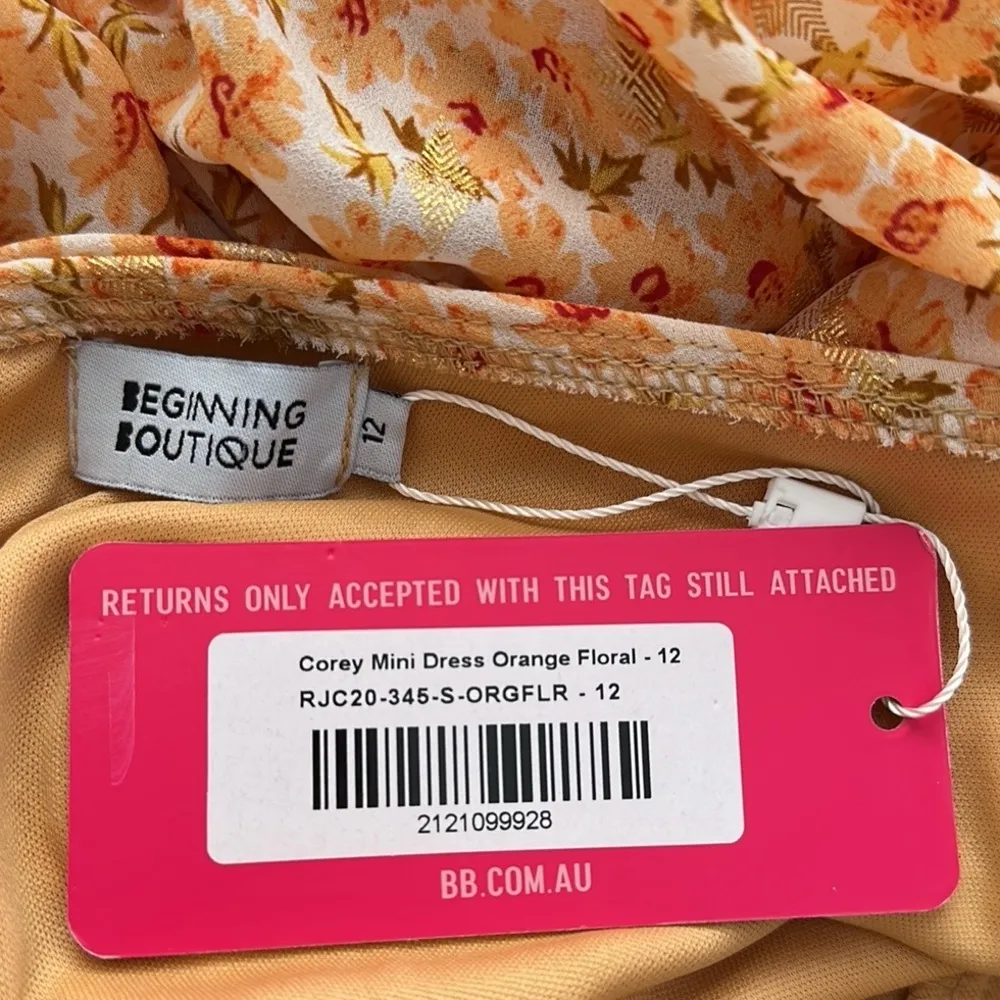 BEGINNING
BOUTIQUE
12
RETURNS ONLY ACCEPTED WITH THIS TAG STILL ATTACHED
Corey Mini Dress Orange Floral - 12
RJC20-345-S-ORGFLR - 12
2121099928
BB.COM.AU